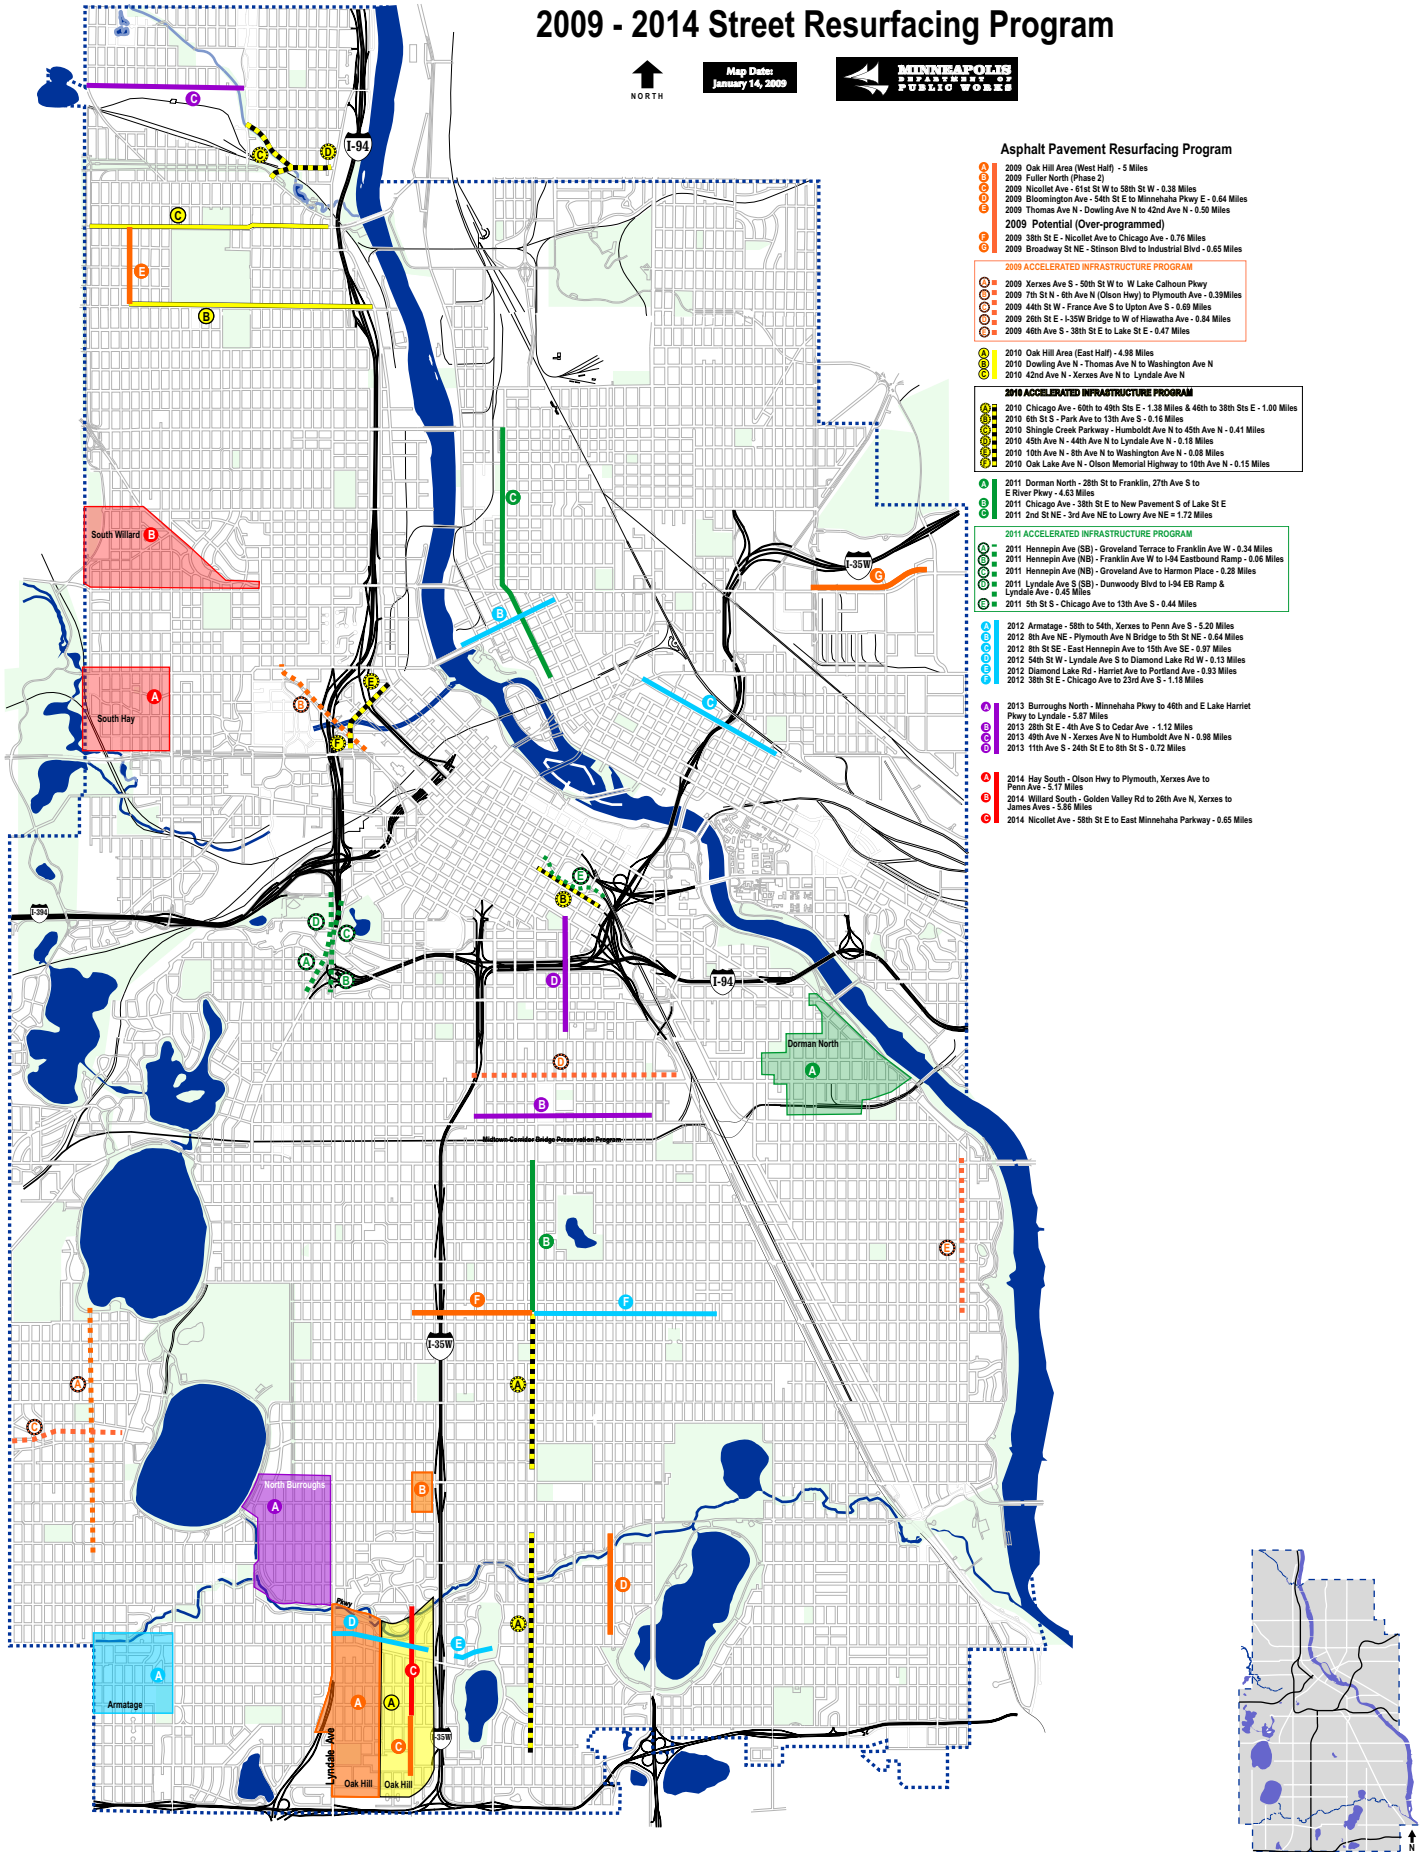 2009 - 2014 Street Resurfacing Program
NORTH
Map Date:
January 14, 2009
MINNEAPOLIS
DEPARTMENT OF
PUBLIC WORKS
Asphalt Pavement Resurfacing Program
A 2009 Oak Hill Area (West Half) - 5 Miles
B 2009 Fuller North (Phase 2)
C 2009 Nicollet Ave - 61st St W to 58th St W - 0.38 Miles
D 2009 Bloomington Ave - 54th St E to Minnehaha Pkwy E - 0.64 Miles
E 2009 Thomas Ave N - Dowling Ave N to 42nd Ave N - 0.50 Miles
2009 Potential (Over-programmed)
F 2009 38th St E - Nicollet Ave to Chicago Ave - 0.76 Miles
G 2009 Broadway St NE - Stinson Blvd to Industrial Blvd - 0.65 Miles
2009 ACCELERATED INFRASTRUCTURE PROGRAM
A 2009 Xerxes Ave S - 50th St W to W Lake Calhoun Pkwy
B 2009 7th St N - 6th Ave N (Olson Hwy) to Plymouth Ave - 0.39Miles
C 2009 44th St W - France Ave S to Upton Ave S - 0.69 Miles
2009 26th St E - I-35W Bridge to W of Hiawatha Ave - 0.84 Miles
E 2009 46th Ave S - 38th St E to Lake St E - 0.47 Miles
A 2010 Oak Hill Area (East Half) - 4.98 Miles
B 2010 Dowling Ave N - Thomas Ave N to Washington Ave N
C 2010 42nd Ave N - Xerxes Ave N to Lyndale Ave N
2010 ACCELERATED INFRASTRUCTURE PROGRAM
A 2010 Chicago Ave - 60th to 49th Sts E - 1.38 Miles & 46th to 38th Sts E - 1.00 Miles
B 2010 6th St S - Park Ave to 13th Ave S - 0.16 Miles
C 2010 Shingle Creek Parkway - Humboldt Ave N to 45th Ave N - 0.41 Miles
D 2010 45th Ave N - 44th Ave N to Lyndale Ave N - 0.18 Miles
E 2010 10th Ave N - 8th Ave N to Washington Ave N - 0.08 Miles
F 2010 Oak Lake Ave N - Olson Memorial Highway to 10th Ave N - 0.15 Miles
A 2011 Dorman North - 28th St to Franklin, 27th Ave S to
E River Pkwy - 4.63 Miles
B 2011 Chicago Ave - 38th St E to New Pavement S of Lake St E
C 2011 2nd St NE - 3rd Ave NE to Lowry Ave NE = 1.72 Miles
2011 ACCELERATED INFRASTRUCTURE PROGRAM
A 2011 Hennepin Ave (SB) - Groveland Terrace to Franklin Ave W - 0.34 Miles
B 2011 Hennepin Ave (NB) - Franklin Ave W to I-94 Eastbound Ramp - 0.06 Miles
C 2011 Hennepin Ave (NB) - Groveland Ave to Harmon Place - 0.28 Miles
D 2011 Lyndale Ave S (SB) - Dunwoody Blvd to I-94 EB Ramp &
Lyndale Ave - 0.45 Miles
E 2011 5th St S - Chicago Ave to 13th Ave S - 0.44 Miles
A 2012 Armatage - 58th to 54th, Xerxes to Penn Ave S - 5.20 Miles
B 2012 8th Ave NE - Plymouth Ave N Bridge to 5th St NE - 0.64 Miles
C 2012 8th St SE - East Hennepin Ave to 15th Ave SE - 0.97 Miles
D 2012 54th St W - Lyndale Ave S to Diamond Lake Rd W - 0.13 Miles
E 2012 Diamond Lake Rd - Harriet Ave to Portland Ave - 0.93 Miles
F 2012 38th St E - Chicago Ave to 23rd Ave S - 1.18 Miles
A 2013 Burroughs North - Minnehaha Pkwy to 46th and E Lake Harriet
Pkwy to Lyndale - 5.87 Miles
B 2013 28th St E - 4th Ave S to Cedar Ave - 1.12 Miles
C 2013 49th Ave N - Xerxes Ave N to Humboldt Ave N - 0.98 Miles
D 2013 11th Ave S - 24th St E to 8th St S - 0.72 Miles
A 2014 Hay South - Olson Hwy to Plymouth, Xerxes Ave to
Penn Ave - 5.17 Miles
B 2014 Willard South - Golden Valley Rd to 26th Ave N, Xerxes to
James Aves - 5.86 Miles
C 2014 Nicollet Ave - 58th St E to East Minnehaha Parkway - 0.65 Miles
C
I-94
C
D
C
E
B
C
South Willard B
I-35W
G
B
A
South Hay
E
B
F
C
E
B
I-394
D
C
A
B
D
I-94
Dorman North
A
D
B
Midtown Corridor Bridge Preservation Program
B
E
F
F
I-35W
A
A
C
North Burroughs
A
B
D
Pkwy
D
A
E
C
A
Armatage
A
A
C
I-35W
Lyndale Ave
Oak Hill
Oak Hill
N